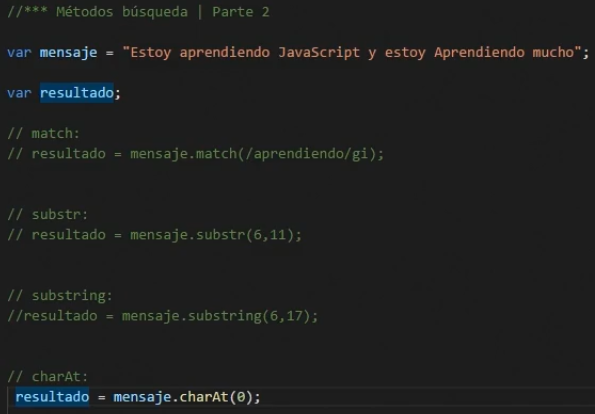 //*** Métodos búsqueda | Parte 2
var mensaje = "Estoy aprendiendo JavaScript y estoy Aprendiendo mucho";
var resultado;
// match:
// resultado = mensaje.match(/aprendiendo/gi);
// substr:
// resultado = mensaje.substr(6,11);
// substring:
//resultado = mensaje.substring(6,17);
// charAt:
resultado = mensaje.charAt(0);